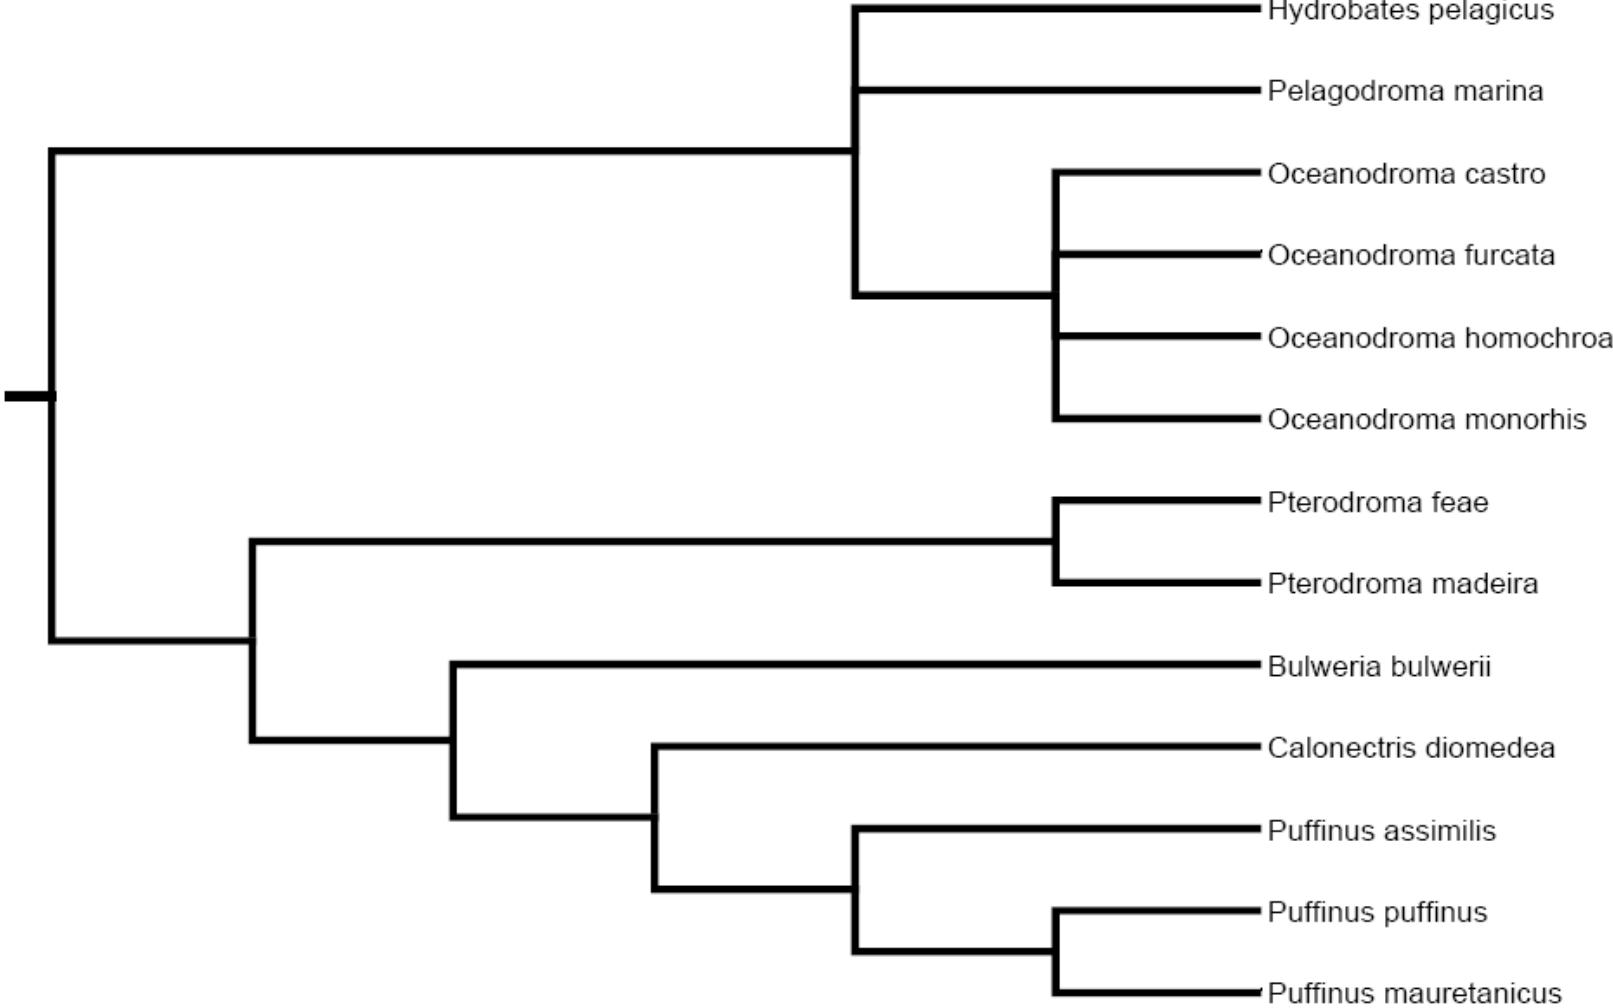 Hydrobates pelagicus
Pelagodroma marina
Oceanodroma castro
Oceanodroma furcata
Oceanodroma homochroa
Oceanodroma monorhis
Pterodroma feae
Pterodroma madeira
Bulweria bulwerii
Calonectris diomedea
Puffinus assimilis
Puffinus puffinus
Puffinus mauretanicus